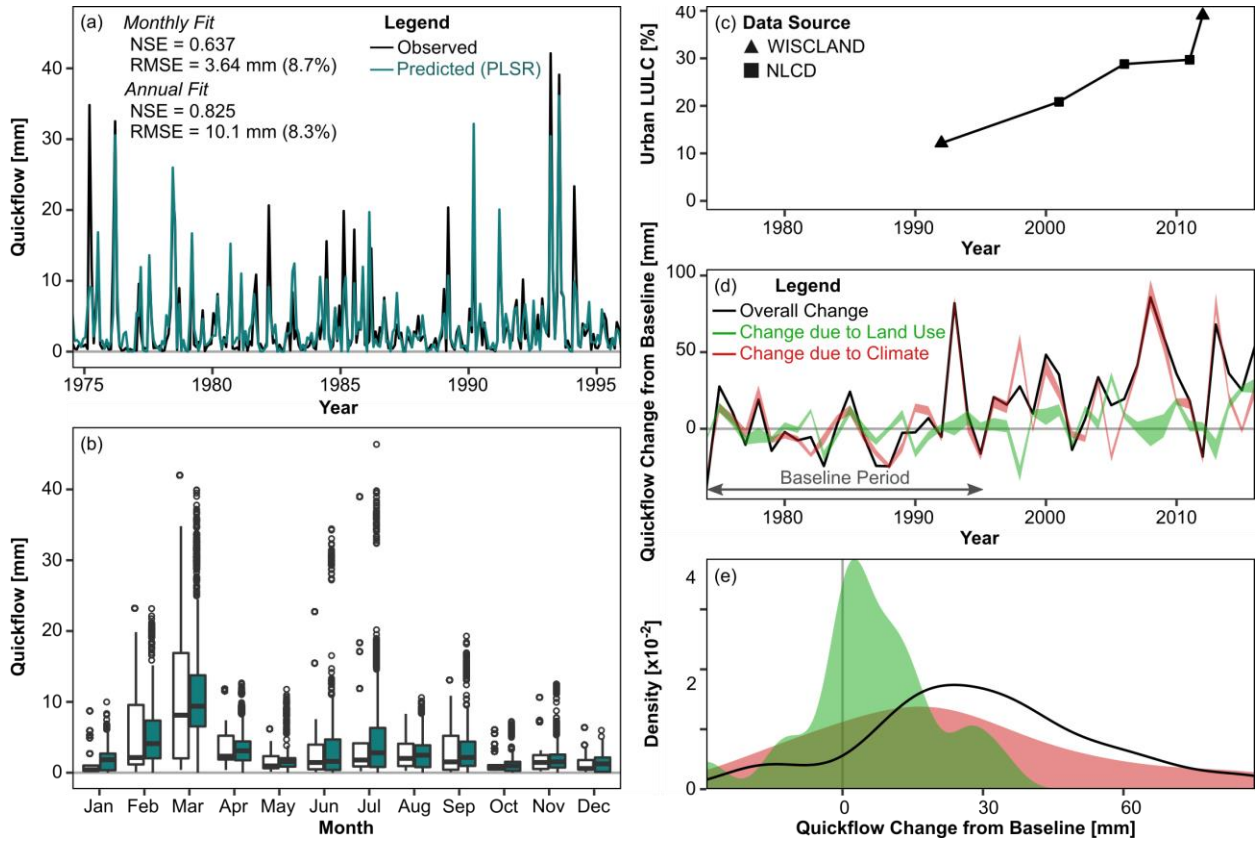 (a)
Monthly Fit
NSE = 0.637
RMSE = 3.64 mm (8.7%)
Annual Fit
NSE = 0.825
RMSE = 10.1 mm (8.3%)
Legend
Observed
Predicted (PLSR)
Quickflow [mm]
40
30
20
10
0
1975 1980 1985 1990 1995
Year
(b)
Quickflow [mm]
40
30
20
10
0
Jan Feb Mar Apr May Jun Jul Aug Sep Oct Nov Dec
Month
(c) Data Source
WISCLAND
NLCD
Urban LULC [%]
40
30
20
10
0
1980 1990 2000 2010
Year
(d) Legend
Overall Change
Change due to Land Use
Change due to Climate
Baseline Period
Quickflow Change from Baseline [mm]
100
50
0
1980 1990 2000 2010
Year
(e)
Density [x10-2]
4
2
0
0 30 60
Quickflow Change from Baseline [mm]